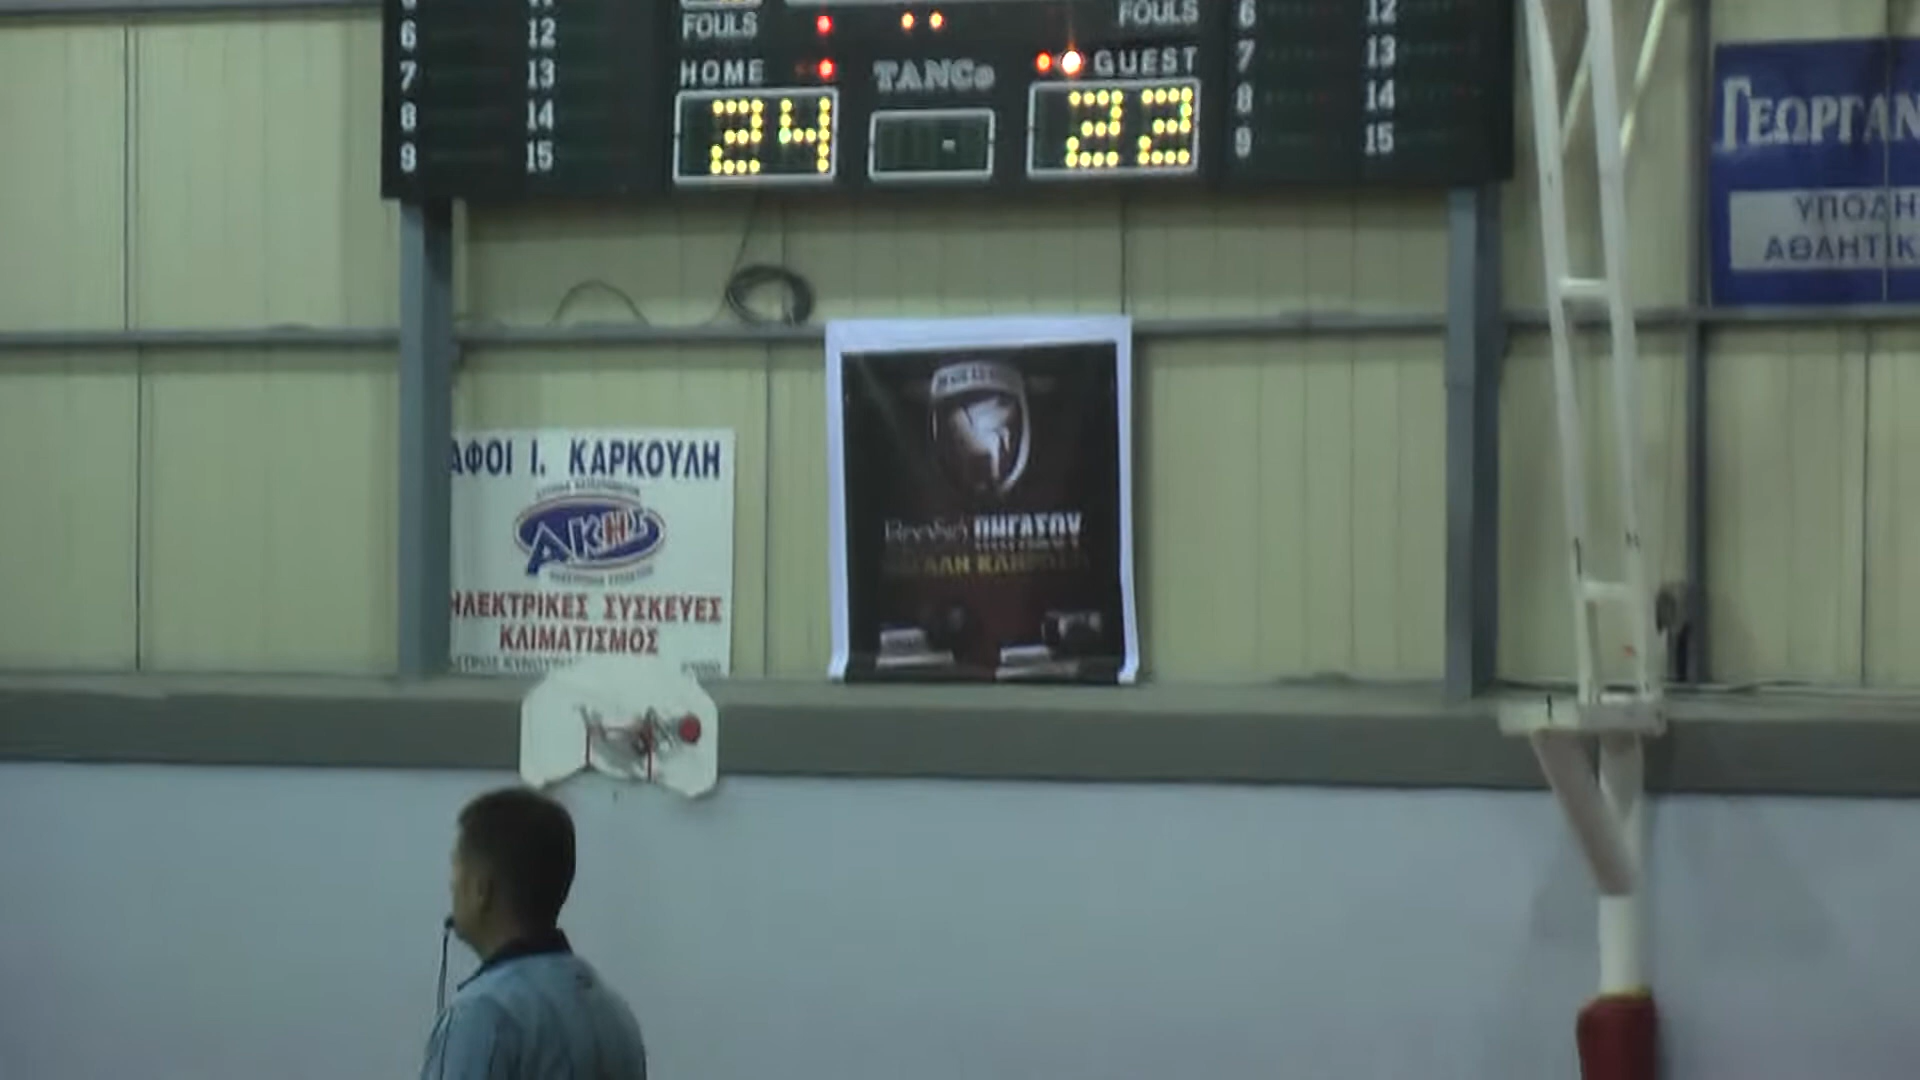 6 12 FOULS FOULS 6 12
7 13 HOME TANCO GUEST 7 13
8 14 24 22 8 14
9 15 9 15
ΓΕΩΡΓΑΝ
ΥΠΟΔΗ
ΑΘΛΗΤΙΚ
ΑΦΟΙ Ι. ΚΑΡΚΟΥΛΗ
ΑΚΗΣ
ΗΛΕΚΤΡΙΚΕΣ ΣΥΣΚΕΥΕΣ
ΚΛΙΜΑΤΙΣΜΟΣ
ΠΗΓΑΣΟΥ